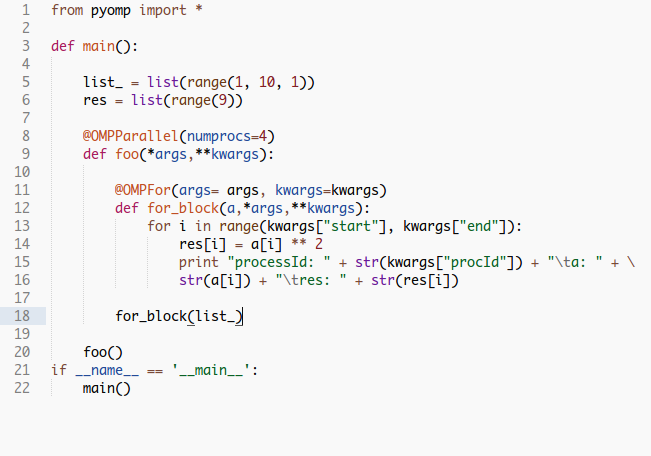 1 from pyomp import *
2
3 def main():
4
5     list_ = list(range(1, 10, 1))
6     res = list(range(9))
7
8     @OMPParallel(numprocs=4)
9     def foo(*args,**kwargs):
10
11         @OMPFor(args= args, kwargs=kwargs)
12         def for_block(a,*args,**kwargs):
13             for i in range(kwargs["start"], kwargs["end"]):
14                 res[i] = a[i] ** 2
15                 print "processId: " + str(kwargs["procId"]) + "\ta: " + \
16                 str(a[i]) + "\tres: " + str(res[i])
17
18         for_block(list_)
19
20     foo()
21 if __name__ == '__main__':
22     main()